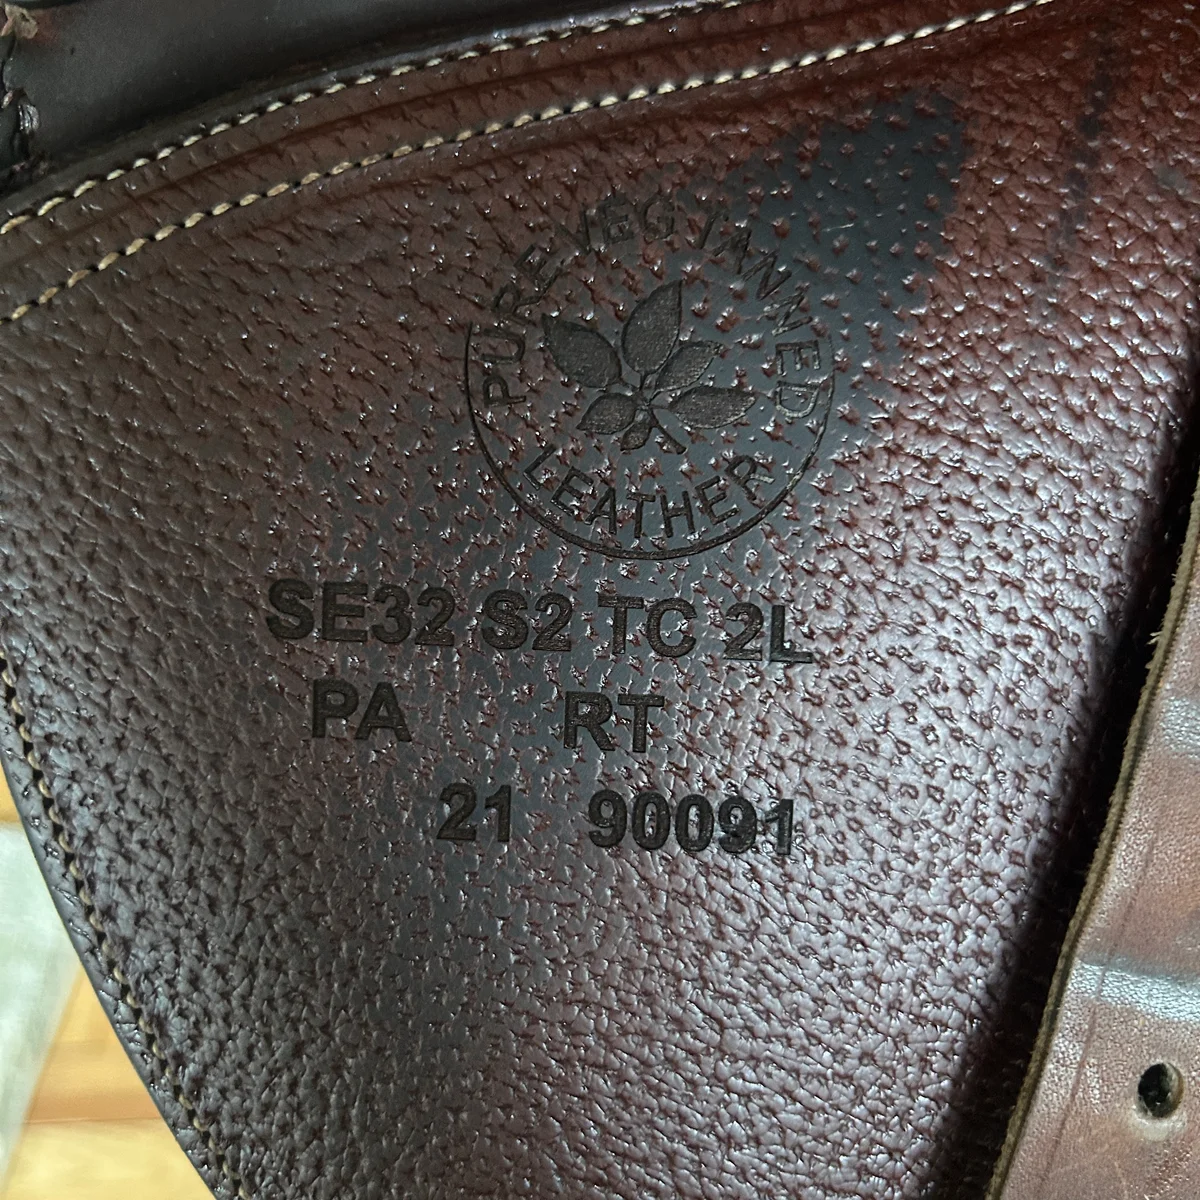 PURE VEG TANNED
LEATHER
SE32 S2 TC 2L
PA RT
21 90091